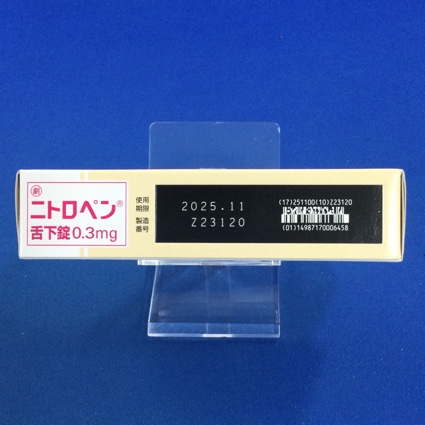 劇
ニトロペン®
舌下錠0.3mg
使用
期限
2025.11
製造
番号
Z23120
(17)251100(10)Z23120
(01)14987170006458